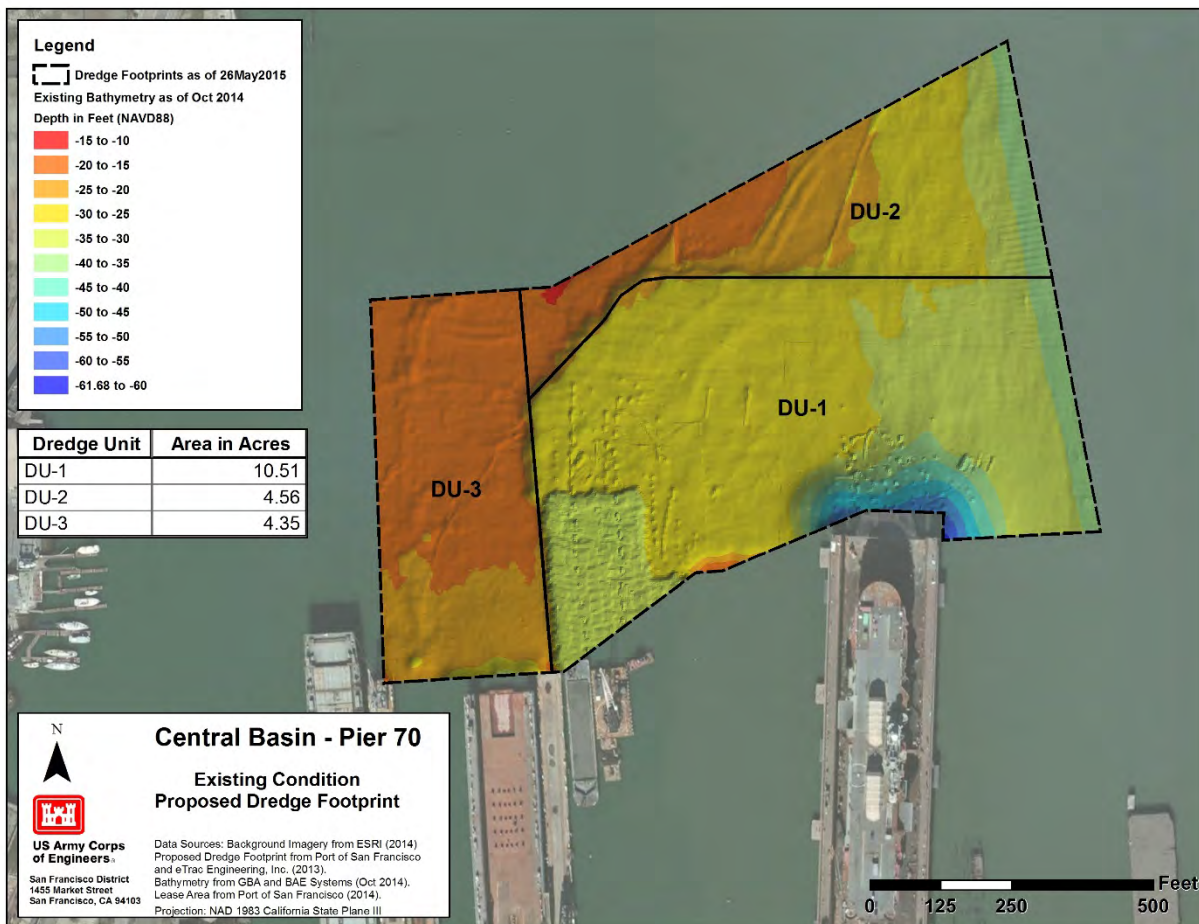 Legend
Dredge Footprints as of 26May2015
Existing Bathymetry as of Oct 2014
Depth in Feet (NAVD88)
-15 to -10
-20 to -15
-25 to -20
-30 to -25
-35 to -30
-40 to -35
-45 to -40
-50 to -45
-55 to -50
-60 to -55
-61.68 to -60
Dredge Unit Area in Acres
DU-1 10.51
DU-2 4.56
DU-3 4.35
DU-2
DU-1
DU-3
N
US Army Corps
of Engineers
San Francisco District
1455 Market Street
San Francisco, CA 94103
Central Basin - Pier 70
Existing Condition
Proposed Dredge Footprint
Data Sources: Background Imagery from ESRI (2014)
Proposed Dredge Footprint from Port of San Francisco
and eTrac Engineering, Inc. (2013).
Bathymetry from GBA and BAE Systems (Oct 2014).
Lease Area from Port of San Francisco (2014).
Projection: NAD 1983 California State Plane III
Feet
0 125 250 500